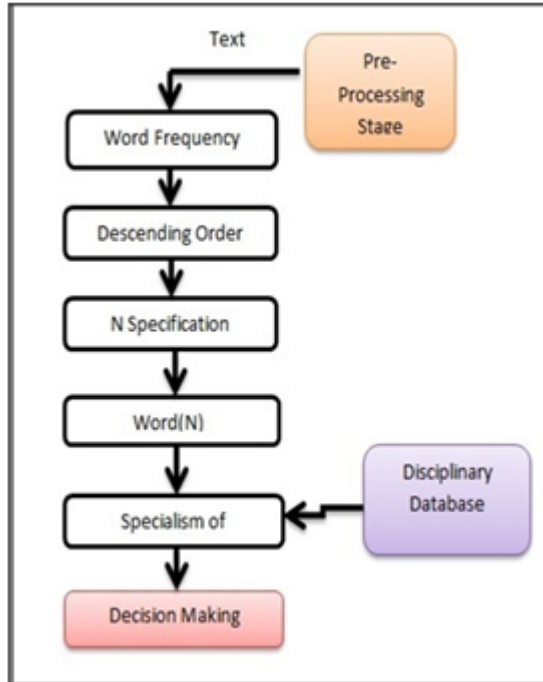 Text
Pre-
Processing
Stage
Word Frequency
Descending Order
N Specification
Word(N)
Specialism of
Disciplinary
Database
Decision Making